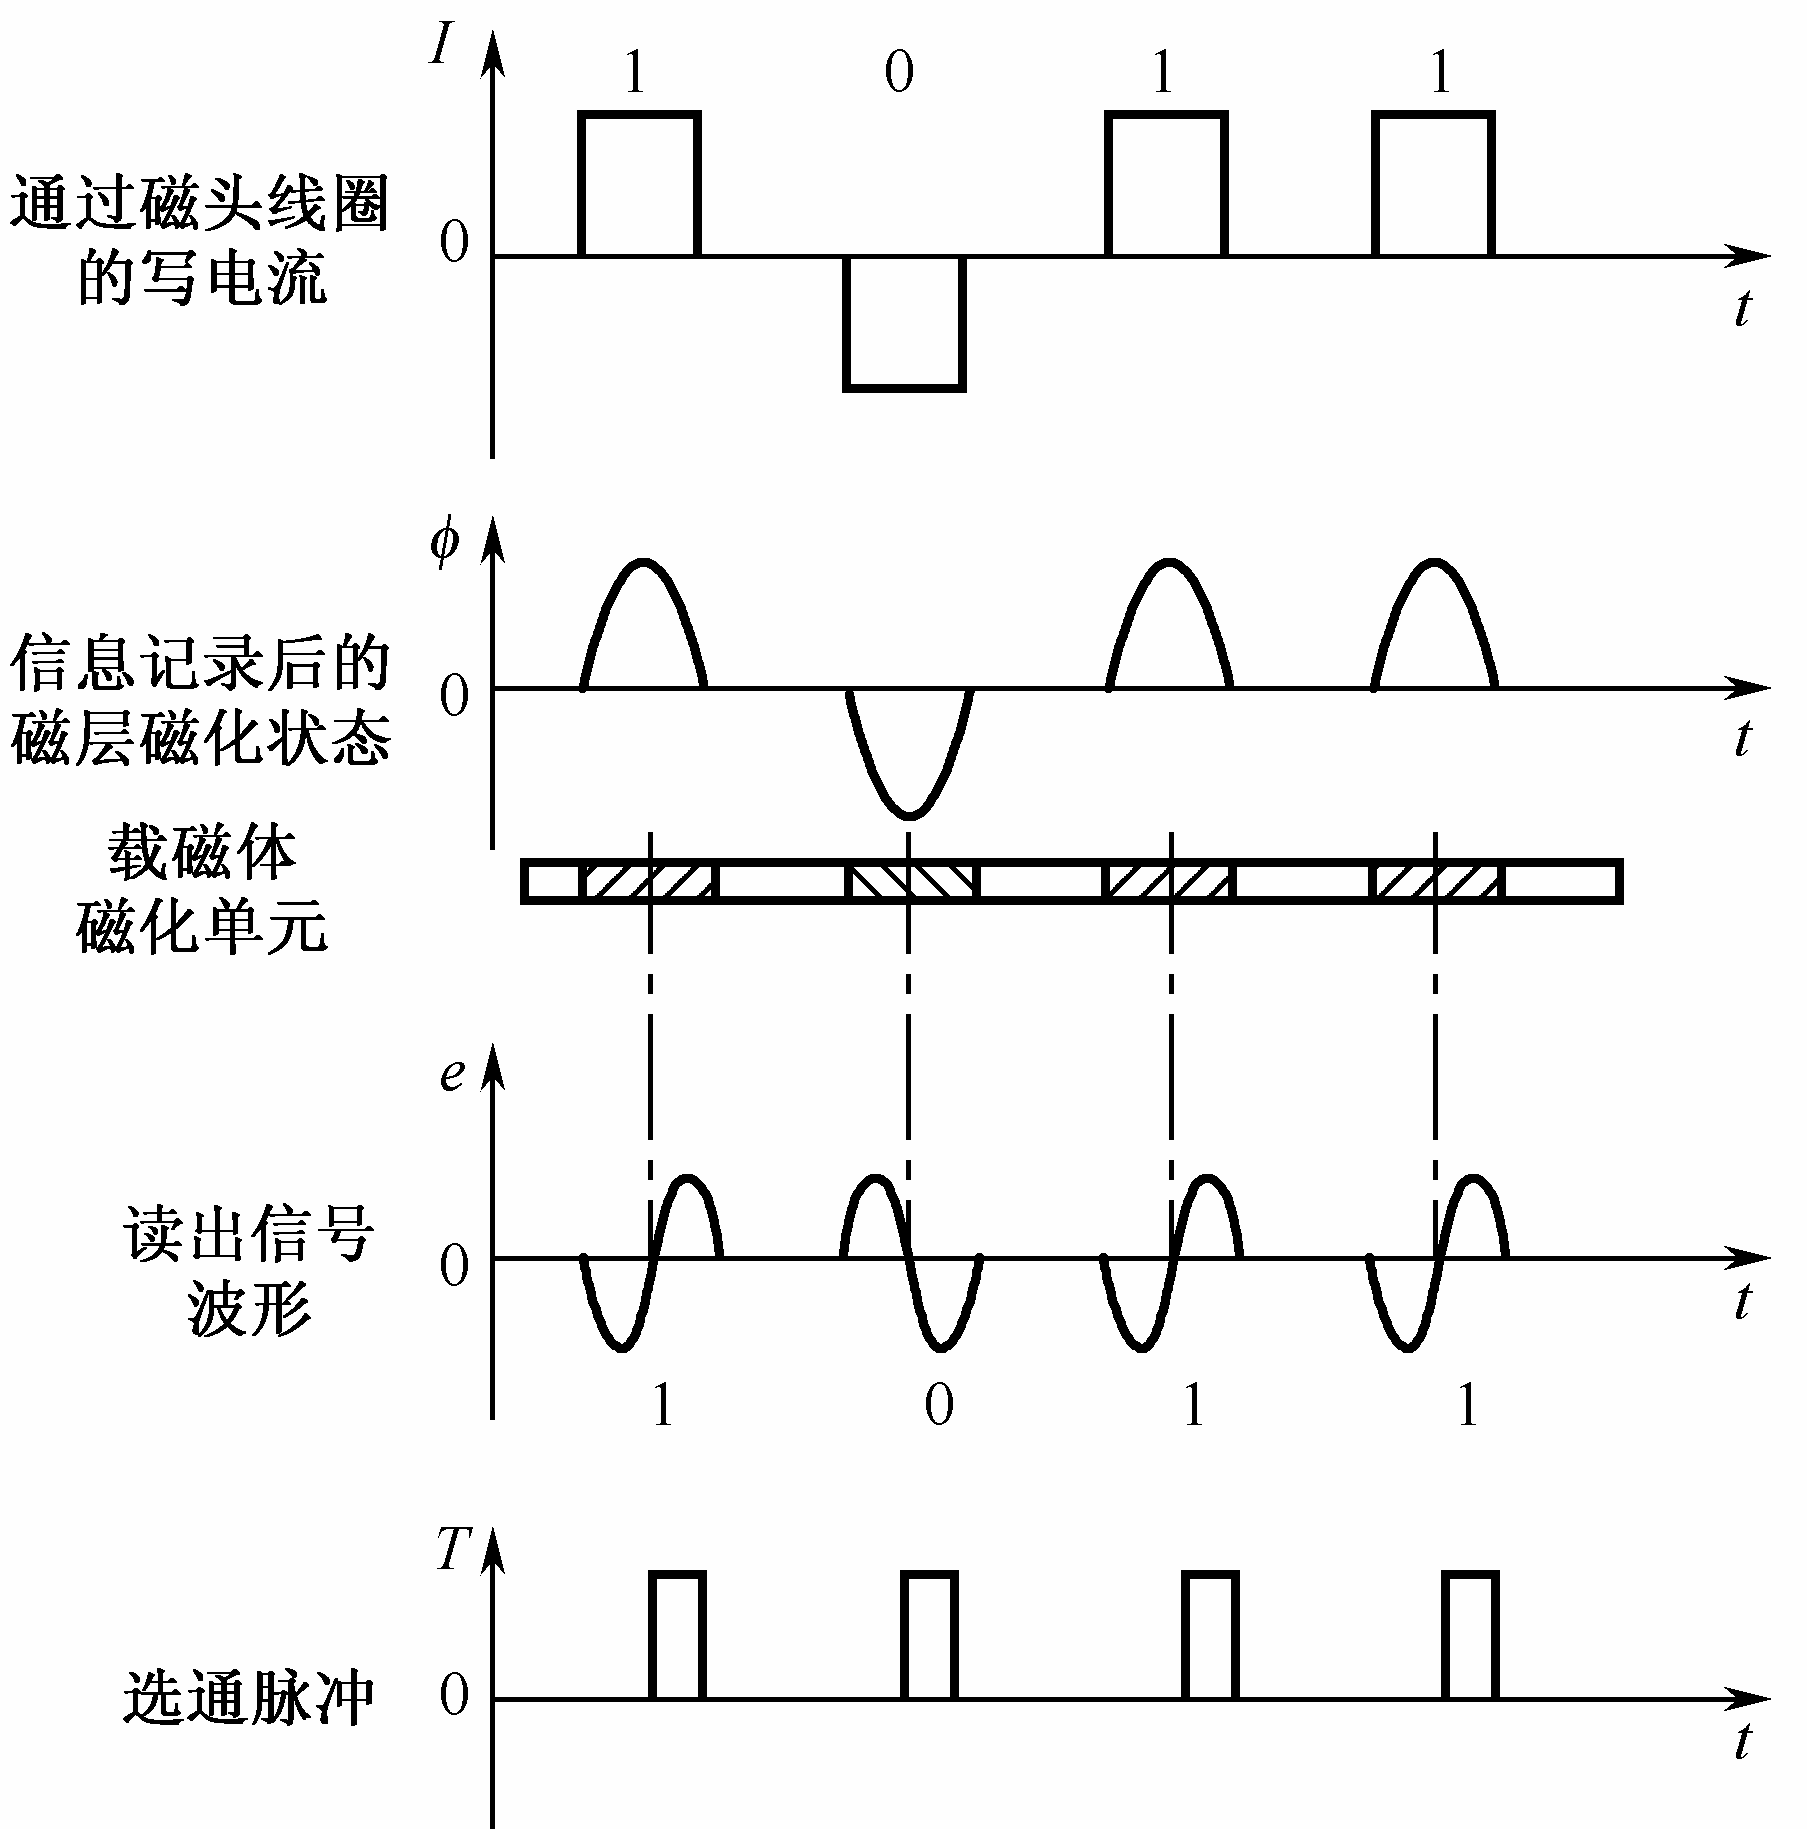 I
1 0 1 1
通过磁头线圈
的写电流
0
t
ϕ
信息记录后的
磁层磁化状态
0
t
载磁体
磁化单元
e
读出信号
波形
0
t
1 0 1 1
T
选通脉冲
0
t